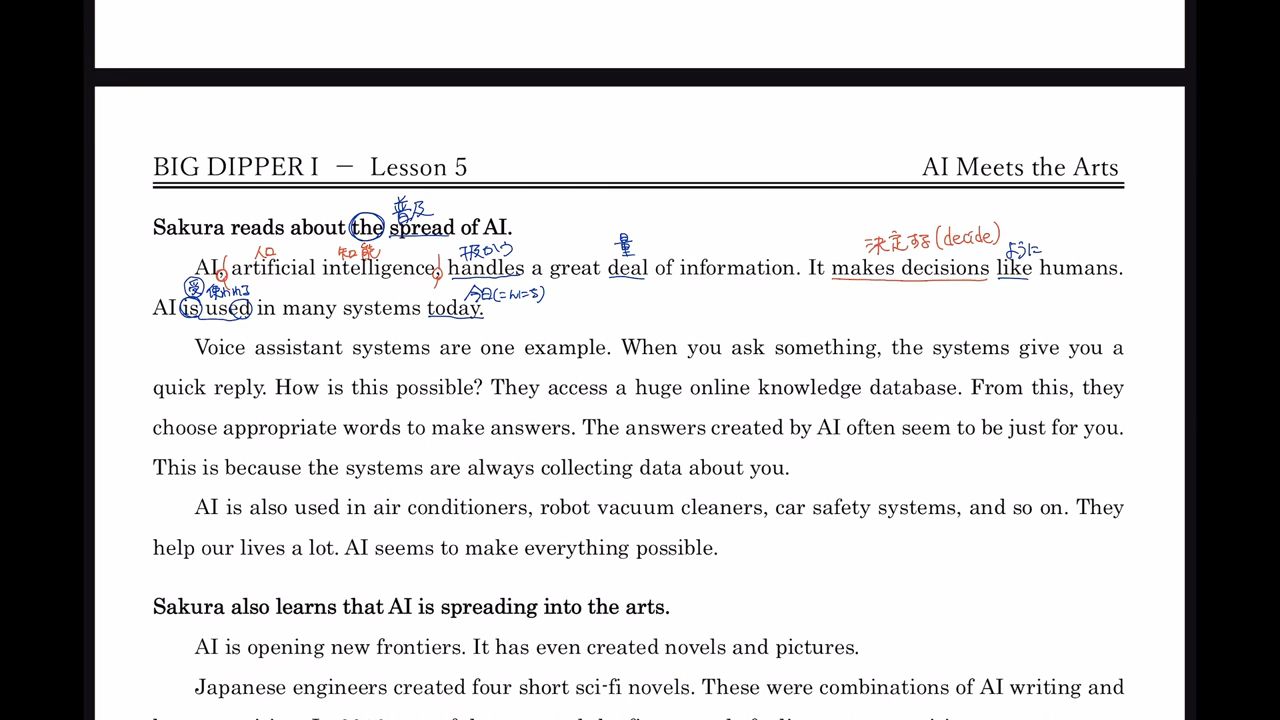 BIG DIPPER I － Lesson 5 AI Meets the Arts
普及
Sakura reads about the spread of AI.
人口 知能 扱かう 量 決定する(decide) ように
AI, artificial intelligence, handles a great deal of information. It makes decisions like humans.
受 使われる 今日(=いまっ)
AI is used in many systems today.
Voice assistant systems are one example. When you ask something, the systems give you a
quick reply. How is this possible? They access a huge online knowledge database. From this, they
choose appropriate words to make answers. The answers created by AI often seem to be just for you.
This is because the systems are always collecting data about you.
AI is also used in air conditioners, robot vacuum cleaners, car safety systems, and so on. They
help our lives a lot. AI seems to make everything possible.
Sakura also learns that AI is spreading into the arts.
AI is opening new frontiers. It has even created novels and pictures.
Japanese engineers created four short sci-fi novels. These were combinations of AI writing and